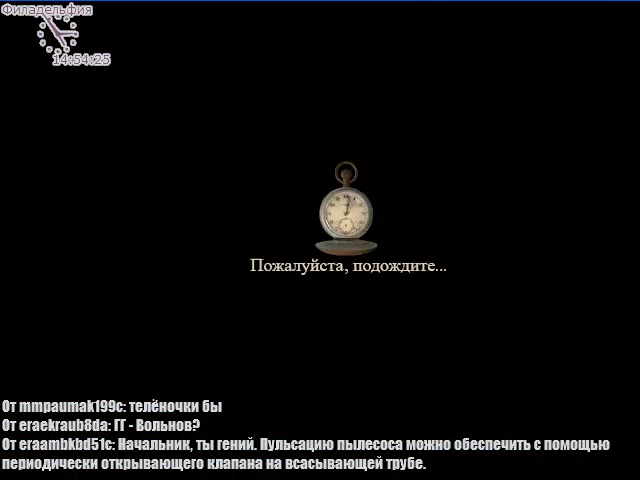 Филадельфия
14:54:25
Пожалуйста, подождите...
От mmpaumak199c: телёночки бы
От eraekraub8da: ГГ - Вольнов?
От eraambkbd51c: Начальник, ты гений. Пульсацию пылесоса можно обеспечить с помощью
периодически открывающего клапана на всасывающей трубе.